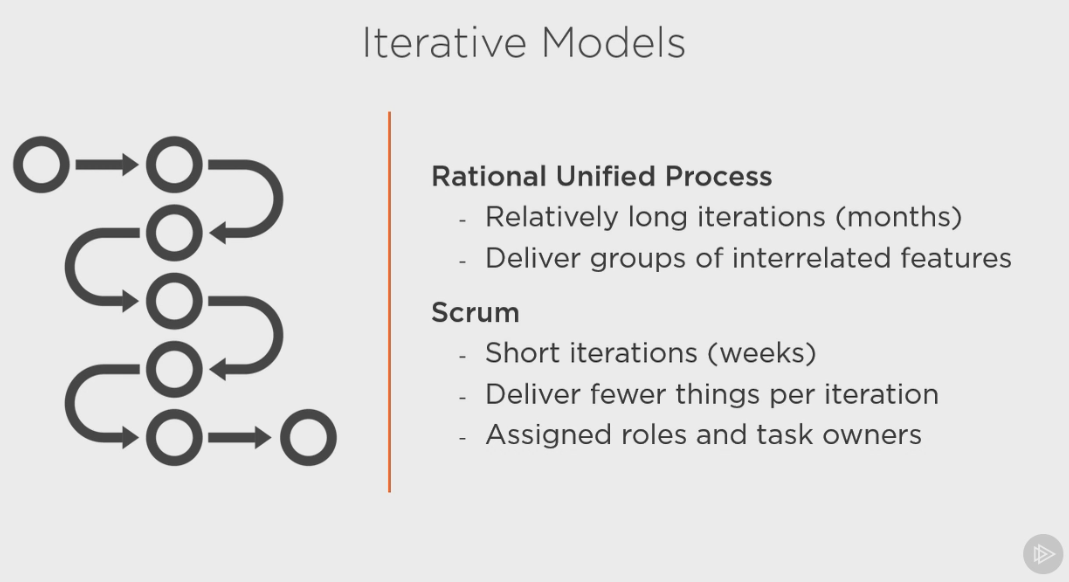 Iterative Models
Rational Unified Process
- Relatively long iterations (months)
- Deliver groups of interrelated features
Scrum
- Short iterations (weeks)
- Deliver fewer things per iteration
- Assigned roles and task owners